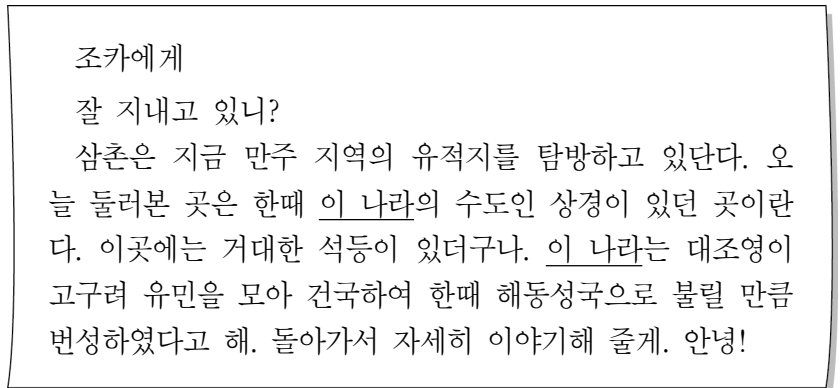 조카에게
잘 지내고 있니?
삼촌은 지금 만주 지역의 유적지를 탐방하고 있단다. 오
늘 둘러본 곳은 한때 이 나라의 수도인 상경이 있던 곳이란
다. 이곳에는 거대한 석등이 있더구나. 이 나라는 대조영이
고구려 유민을 모아 건국하여 한때 해동성국으로 불릴 만큼
번성하였다고 해. 돌아가서 자세히 이야기해 줄게. 안녕!